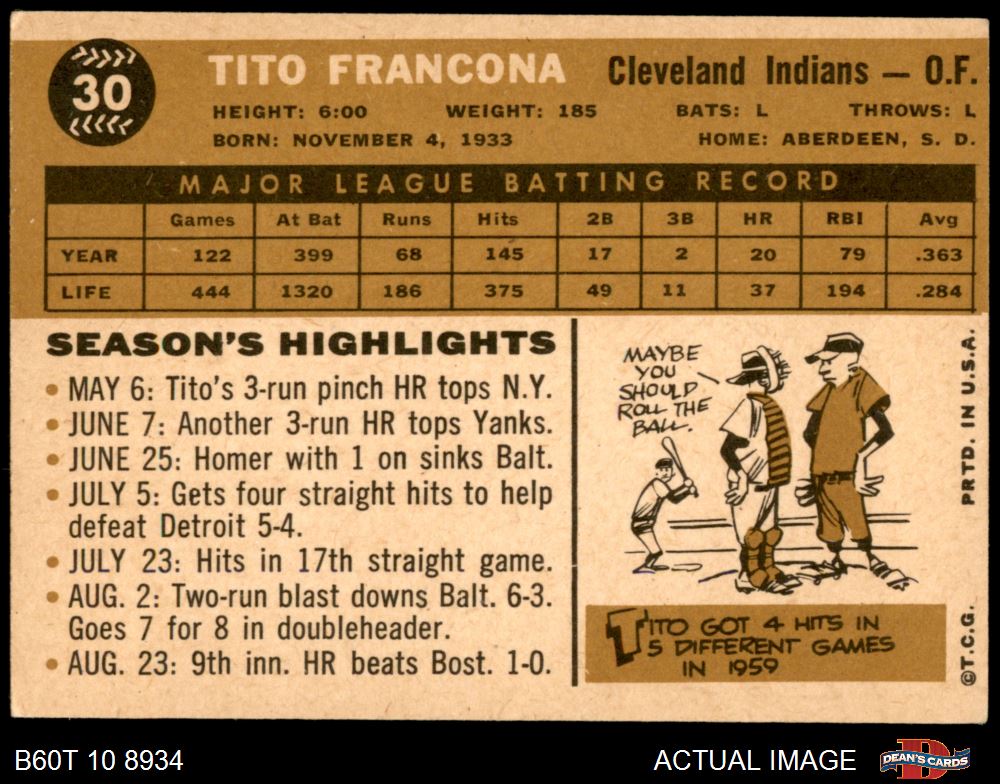 30
TITO FRANCONA
Cleveland Indians — O.F.
HEIGHT: 6:00 WEIGHT: 185 BATS: L THROWS: L
BORN: NOVEMBER 4, 1933 HOME: ABERDEEN, S. D.
MAJOR LEAGUE BATTING RECORD
Games At Bat Runs Hits 2B 3B HR RBI Avg
YEAR 122 399 68 145 17 2 20 79 .363
LIFE 444 1320 186 375 49 11 37 194 .284
SEASON'S HIGHLIGHTS
• MAY 6: Tito's 3-run pinch HR tops N.Y.
• JUNE 7: Another 3-run HR tops Yanks.
• JUNE 25: Homer with 1 on sinks Balt.
• JULY 5: Gets four straight hits to help
defeat Detroit 5-4.
• JULY 23: Hits in 17th straight game.
• AUG. 2: Two-run blast downs Balt. 6-3.
Goes 7 for 8 in doubleheader.
• AUG. 23: 9th inn. HR beats Bost. 1-0.
MAYBE
YOU
SHOULD
ROLL THE
BALL.
TITO GOT 4 HITS IN
5 DIFFERENT GAMES
IN 1959
PRTD. IN U.S.A.
©T.C.G.
B60T 10 8934
ACTUAL IMAGE
DEAN'S CARDS